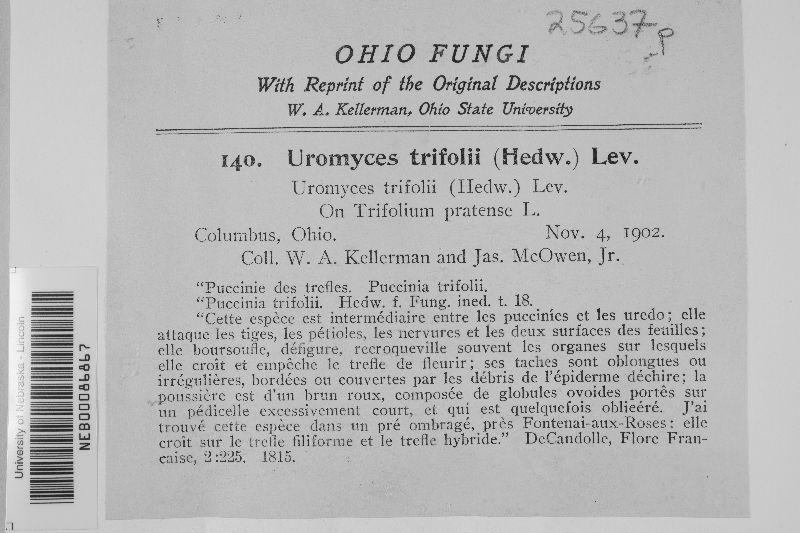 25637
P
OHIO FUNGI
With Reprint of the Original Descriptions
W. A. Kellerman, Ohio State University
140. Uromyces trifolii (Hedw.) Lev.
Uromyces trifolii (Hedw.) Lev.
On Trifolium pratense L.
Columbus, Ohio. Nov. 4, 1902.
Coll. W. A. Kellerman and Jas. McOwen, Jr.
"Puccinie des trefles. Puccinia trifolii.
"Puccinia trifolii. Hedw. f. Fung. ined. t. 18.
"Cette espèce est intermédiaire entre les puccinies et les uredo; elle
attaque les tiges, les pétioles, les nervures et les deux surfaces des feuilles;
elle boursoufle, défigure, recroqueville souvent les organes sur lesquels
elle croît et empêche le trefle de fleurir; ses taches sont oblongues ou
irrégulières, bordées ou couvertes par les débris de l'épiderme déchire; la
poussière est d'un brun roux, composée de globules ovoides portés sur
un pédicelle excessivement court, et qui est quelquefois oblieéré. J'ai
trouvé cette espèce dans un pré ombragé, près Fontenai-aux-Roses: elle
croît sur le trefle filiforme et le trefle hybride." DeCandolle, Flore Fran-
caise, 2:225. 1815.
University of Nebraska - Lincoln
NEB00086867